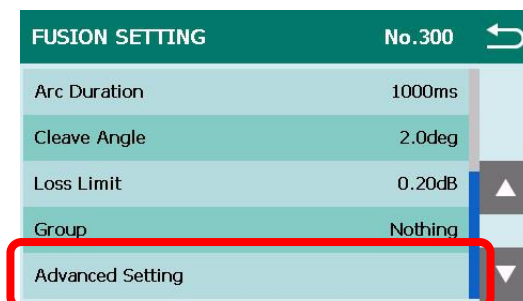 FUSION SETTING No.300
Arc Duration 1000ms
Cleave Angle 2.0deg
Loss Limit 0.20dB
Group Nothing
Advanced Setting